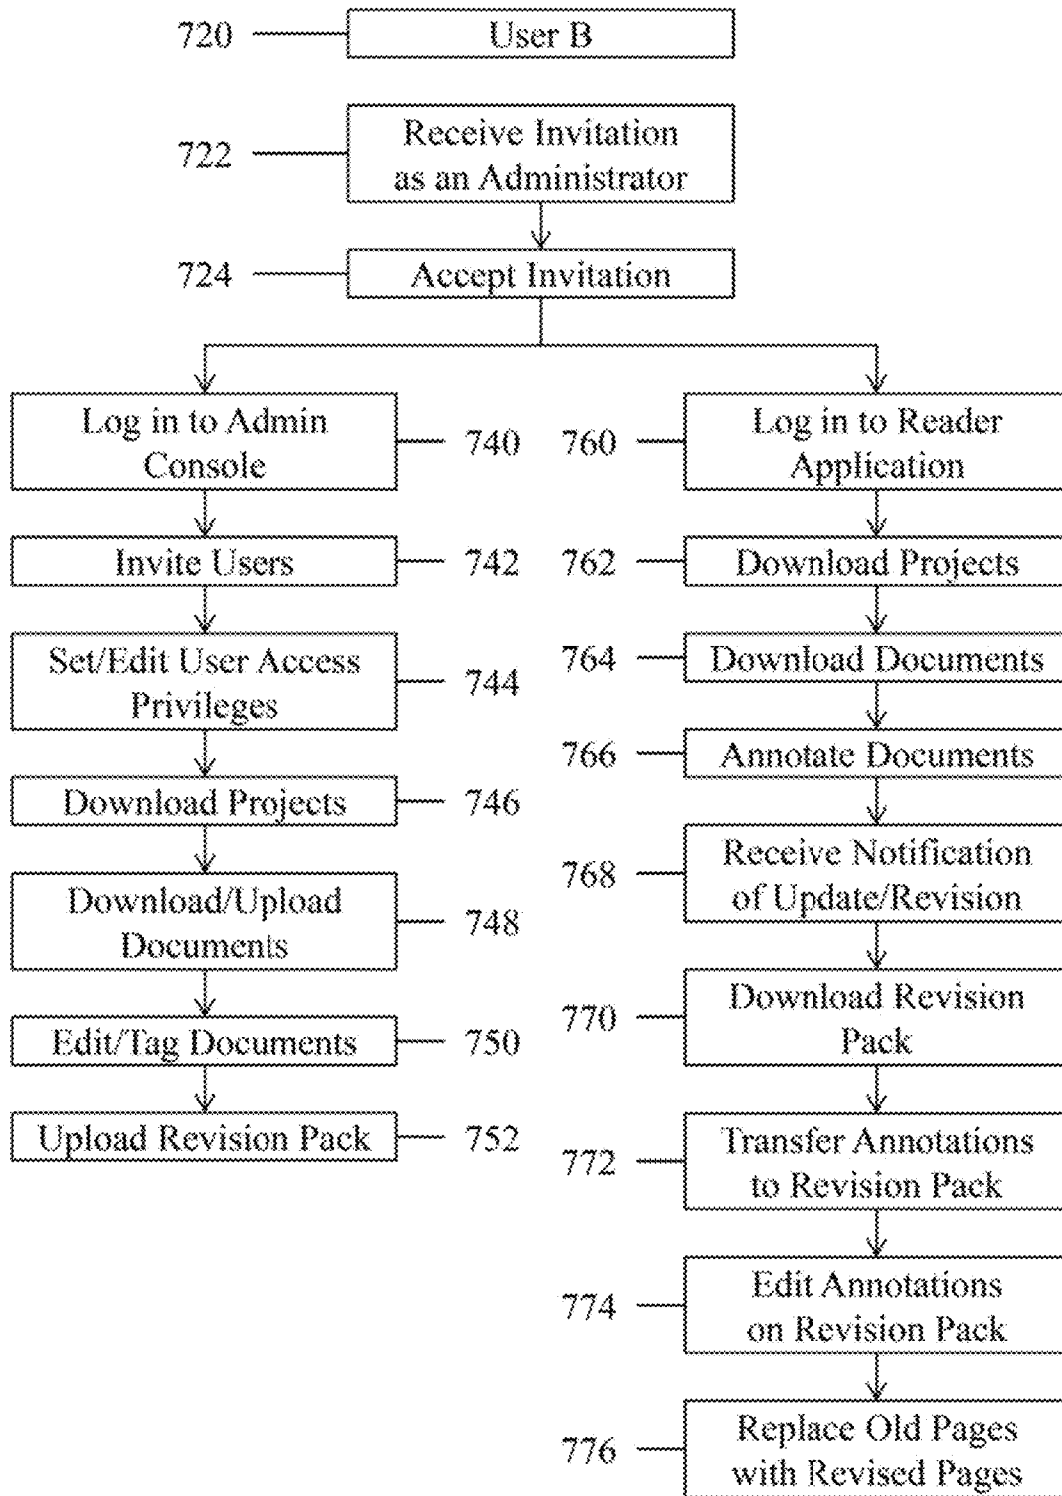 720
User B
722
Receive Invitation
as an Administrator
724
Accept Invitation
Log in to Admin
Console
740
Invite Users
742
Set/Edit User Access
Privileges
744
Download Projects
746
Download/Upload
Documents
748
Edit/Tag Documents
750
Upload Revision Pack
752
760
Log in to Reader
Application
762
Download Projects
764
Download Documents
766
Annotate Documents
768
Receive Notification
of Update/Revision
770
Download Revision
Pack
772
Transfer Annotations
to Revision Pack
774
Edit Annotations
on Revision Pack
776
Replace Old Pages
with Revised Pages